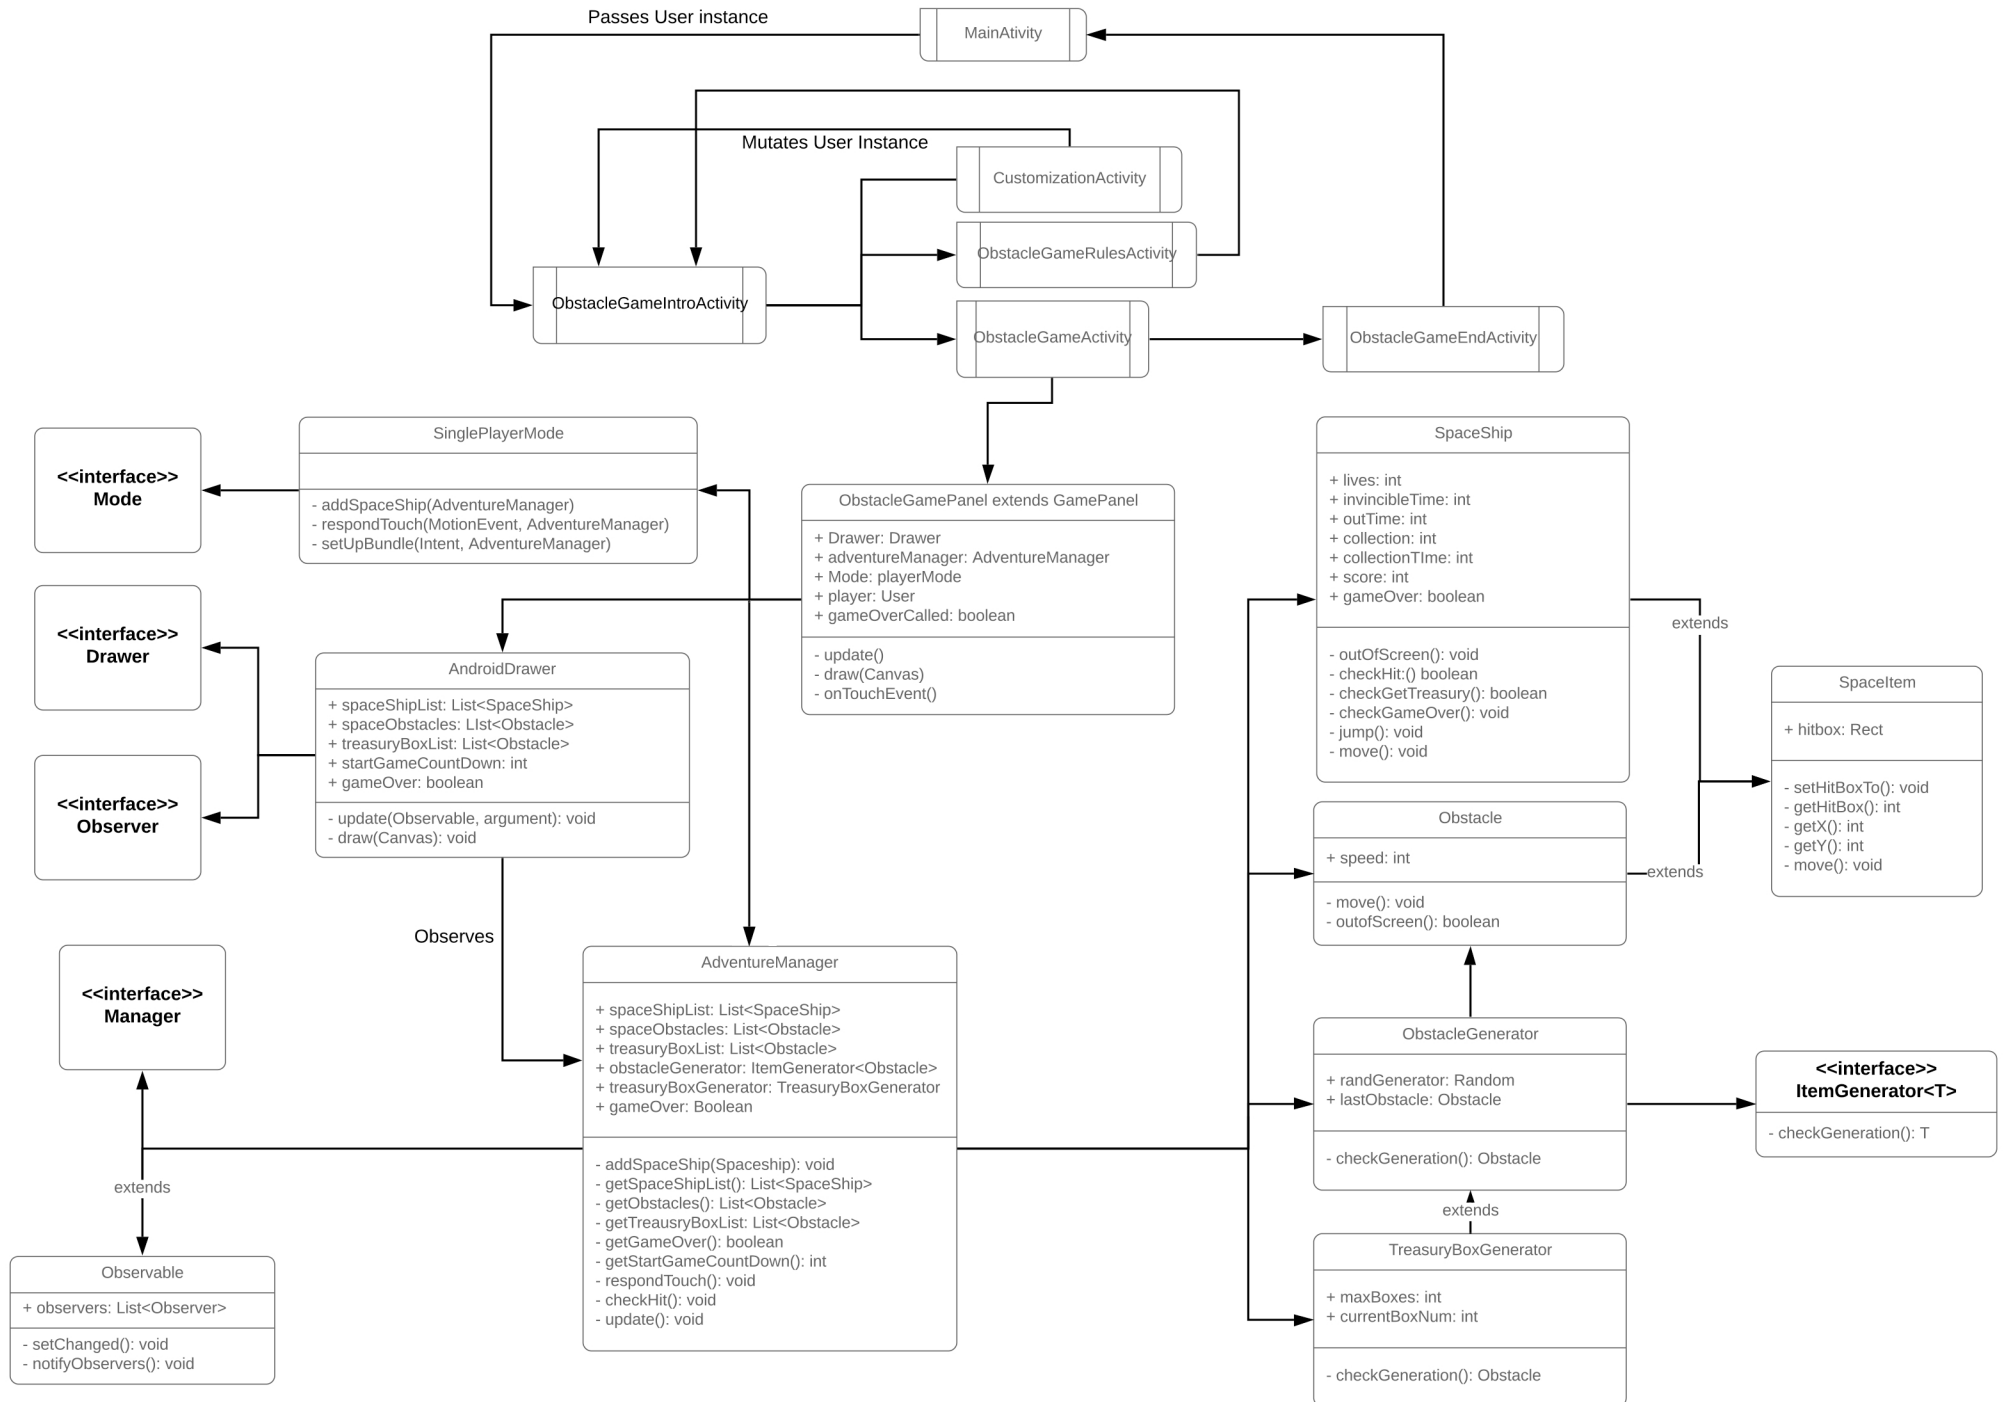 Passes User instance
MainAtivity
Mutates User Instance
CustomizationActivity
ObstacleGameRulesActivity
ObstacleGameIntroActivity
ObstacleGameActivity
ObstacleGameEndActivity
<<interface>>
Mode
SinglePlayerMode
- addSpaceShip(AdventureManager)
- respondTouch(MotionEvent, AdventureManager)
- setUpBundle(Intent, AdventureManager)
ObstacleGamePanel extends GamePanel
+ Drawer: Drawer
+ adventureManager: AdventureManager
+ Mode: playerMode
+ player: User
+ gameOverCalled: boolean
- update()
- draw(Canvas)
- onTouchEvent()
SpaceShip
+ lives: int
+ invincibleTime: int
+ outTime: int
+ collection: int
+ collectionTIme: int
+ score: int
+ gameOver: boolean
- outOfScreen(): void
- checkHit:() boolean
- checkGetTreasury(): boolean
- checkGameOver(): void
- jump(): void
- move(): void
extends
<<interface>>
Drawer
<<interface>>
Observer
AndroidDrawer
+ spaceShipList: List<SpaceShip>
+ spaceObstacles: LIst<Obstacle>
+ treasuryBoxList: List<Obstacle>
+ startGameCountDown: int
+ gameOver: boolean
- update(Observable, argument): void
- draw(Canvas): void
SpaceItem
+ hitbox: Rect
- setHitBoxTo(): void
- getHitBox(): int
- getX(): int
- getY(): int
- move(): void
Obstacle
+ speed: int
- move(): void
- outofScreen(): boolean
extends
Observes
<<interface>>
Manager
AdventureManager
+ spaceShipList: List<SpaceShip>
+ spaceObstacles: List<Obstacle>
+ treasuryBoxList: List<Obstacle>
+ obstacleGenerator: ItemGenerator<Obstacle>
+ treasuryBoxGenerator: TreasuryBoxGenerator
+ gameOver: Boolean
- addSpaceShip(Spaceship): void
- getSpaceShipList(): List<SpaceShip>
- getObstacles(): List<Obstacle>
- getTreausryBoxList: List<Obstacle>
- getGameOver(): boolean
- getStartGameCountDown(): int
- respondTouch(): void
- checkHit(): void
- update(): void
ObstacleGenerator
+ randGenerator: Random
+ lastObstacle: Obstacle
- checkGeneration(): Obstacle
<<interface>>
ItemGenerator<T>
- checkGeneration(): T
extends
extends
TreasuryBoxGenerator
+ maxBoxes: int
+ currentBoxNum: int
- checkGeneration(): Obstacle
Observable
+ observers: List<Observer>
- setChanged(): void
- notifyObservers(): void